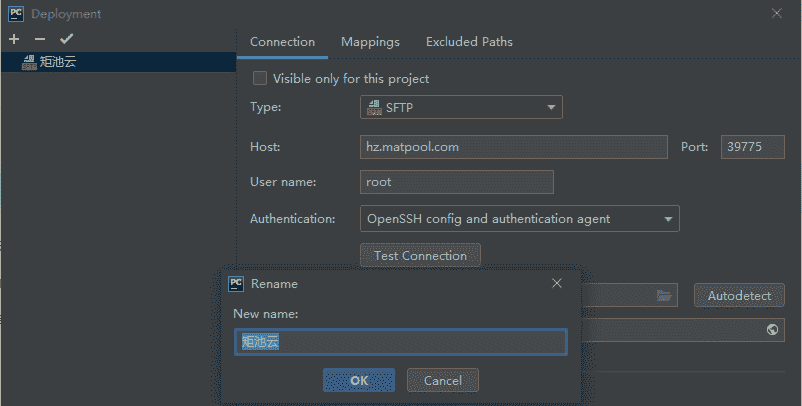 PC Deployment
Connection Mappings Excluded Paths
矩池云
Visible only for this project
Type: SFTP
Host: hz.matpool.com Port: 39775
User name: root
Authentication: OpenSSH config and authentication agent
Test Connection
PC Rename
New name:
Autodetect
矩池云
OK Cancel